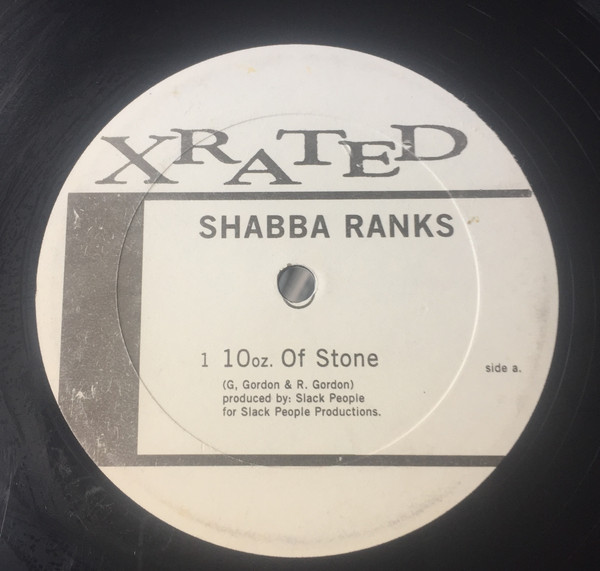 XRATED
SHABBA RANKS
1 10oz. Of Stone
side a.
(G, Gordon & R. Gordon)
produced by: Slack People
for Slack People Productions.